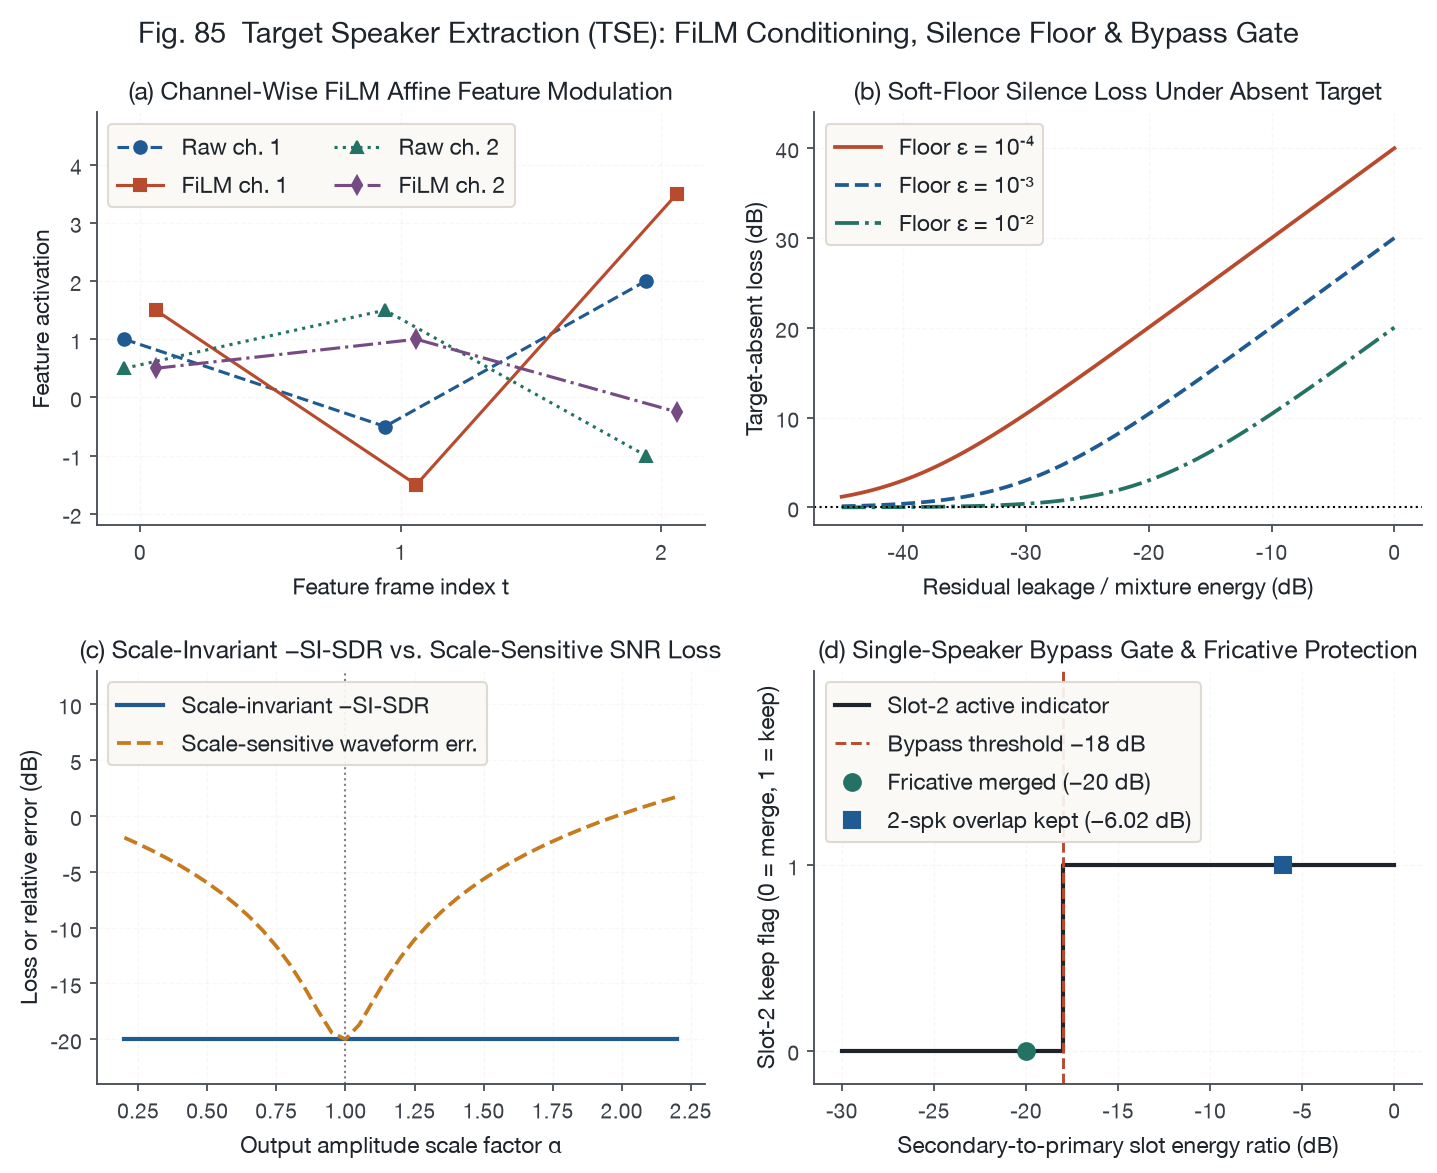 Fig. 85  Target Speaker Extraction (TSE): FiLM Conditioning, Silence Floor & Bypass Gate
(a) Channel-Wise FiLM Affine Feature Modulation
Raw ch. 1
FiLM ch. 1
Raw ch. 2
FiLM ch. 2
Feature activation
4
3
2
1
0
-1
-2
0
1
2
Feature frame index t
(b) Soft-Floor Silence Loss Under Absent Target
Floor ε = 10⁻⁴
Floor ε = 10⁻³
Floor ε = 10⁻²
Target-absent loss (dB)
40
30
20
10
0
-40
-30
-20
-10
0
Residual leakage / mixture energy (dB)
(c) Scale-Invariant −SI-SDR vs. Scale-Sensitive SNR Loss
Scale-invariant −SI-SDR
Scale-sensitive waveform err.
Loss or relative error (dB)
10
5
0
-5
-10
-15
-20
0.25
0.50
0.75
1.00
1.25
1.50
1.75
2.00
2.25
Output amplitude scale factor α
(d) Single-Speaker Bypass Gate & Fricative Protection
Slot-2 active indicator
Bypass threshold −18 dB
Fricative merged (−20 dB)
2-spk overlap kept (−6.02 dB)
Slot-2 keep flag (0 = merge, 1 = keep)
1
0
-30
-25
-20
-15
-10
-5
0
Secondary-to-primary slot energy ratio (dB)